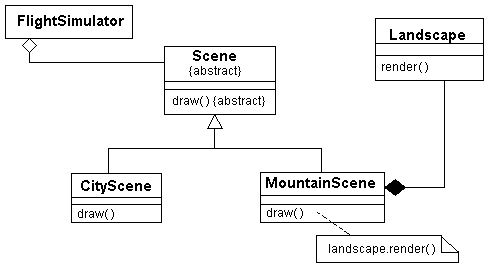 FlightSimulator
Scene
{abstract}
draw() {abstract}
Landscape
render()
CityScene
draw()
MountainScene
draw()
landscape.render()